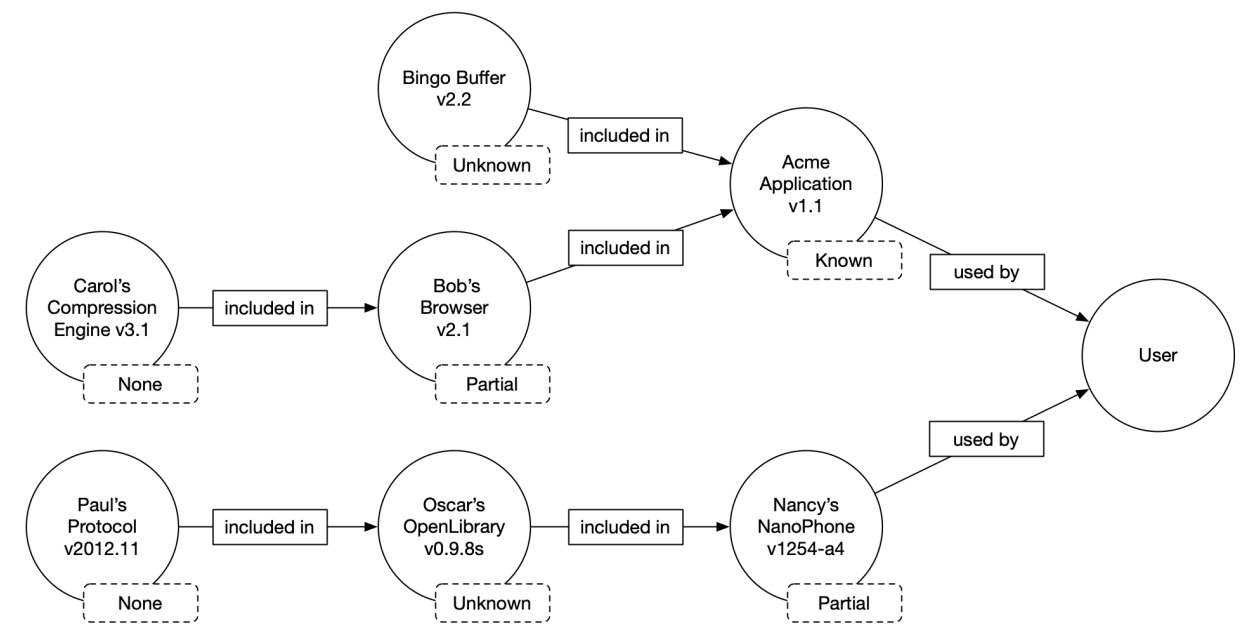 Bingo Buffer
v2.2
Unknown
included in
Acme
Application
v1.1
Known
used by
Carol’s
Compression
Engine v3.1
None
included in
Bob’s
Browser
v2.1
Partial
included in
User
Paul’s
Protocol
v2012.11
None
included in
Oscar’s
OpenLibrary
v0.9.8s
Unknown
included in
Nancy’s
NanoPhone
v1254-a4
Partial
used by